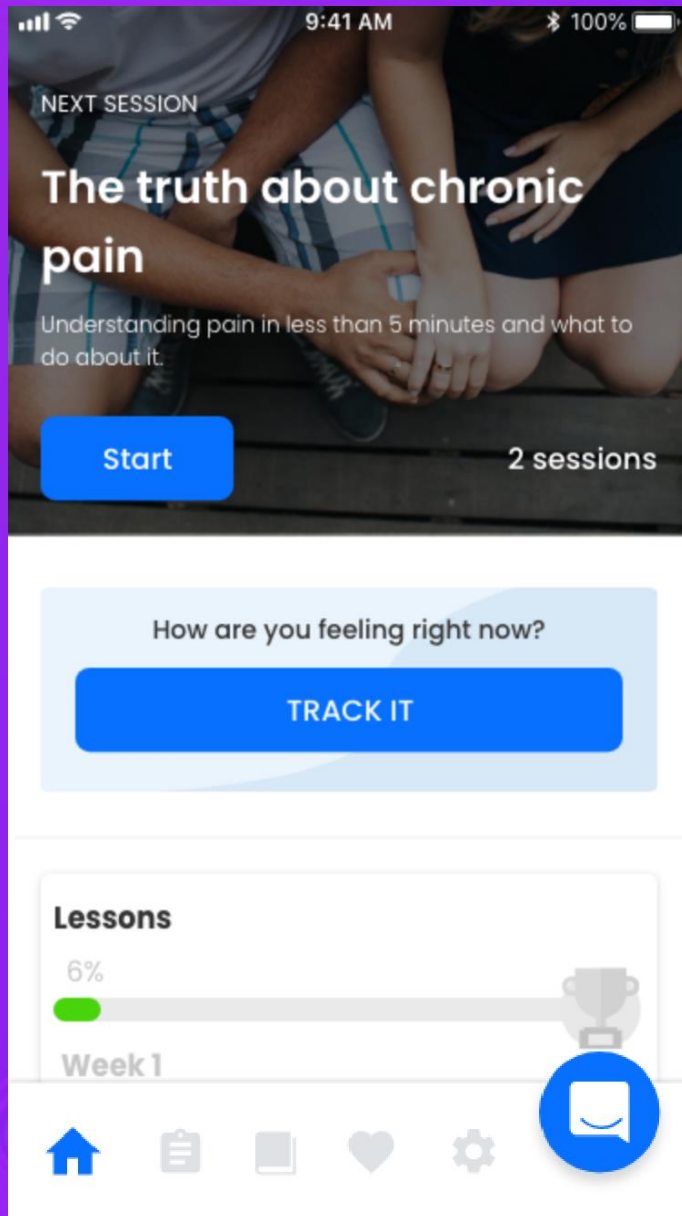 9:41 AM
100%
NEXT SESSION
The truth about chronic
pain
Understanding pain in less than 5 minutes and what to
do about it.
Start
2 sessions
How are you feeling right now?
TRACK IT
Lessons
6%
Week 1